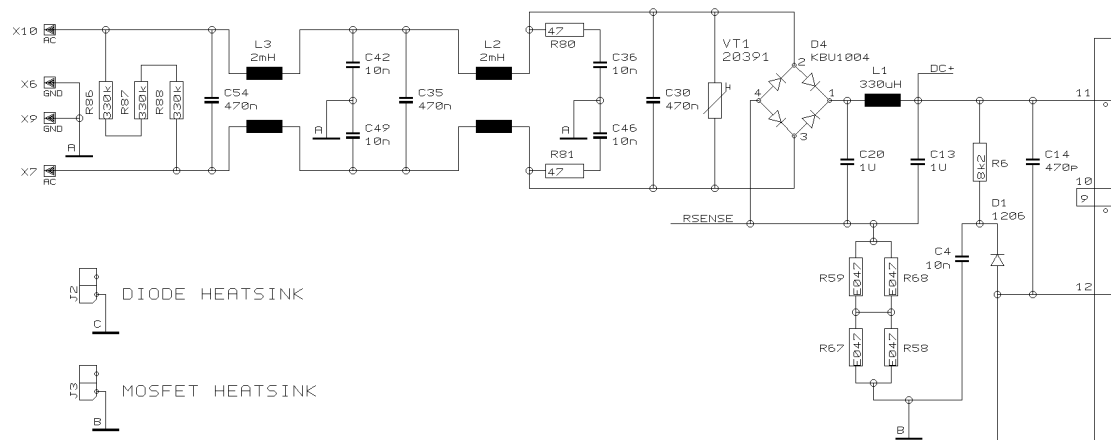 X10
AC
X6
GND
X9
GND
A
X7
AC
R86
330k
R87
330k
R88
330k
C54
470n
L3
2mH
C42
10n
A
C49
10n
C35
470n
L2
2mH
47
R80
C36
10n
A
C46
10n
R81
47
C30
470n
VT1
20391
H
D4
KBU1004
2
4
1
3
L1
330uH
DC+
C20
1U
C13
1U
RSENSE
8k2
R6
C14
470p
D1
1206
C4
10n
11
10
9
12
R59
E047
E047
R68
R67
E047
E047
R58
B
J2
DIODE HEATSINK
C
J3
MOSFET HEATSINK
B